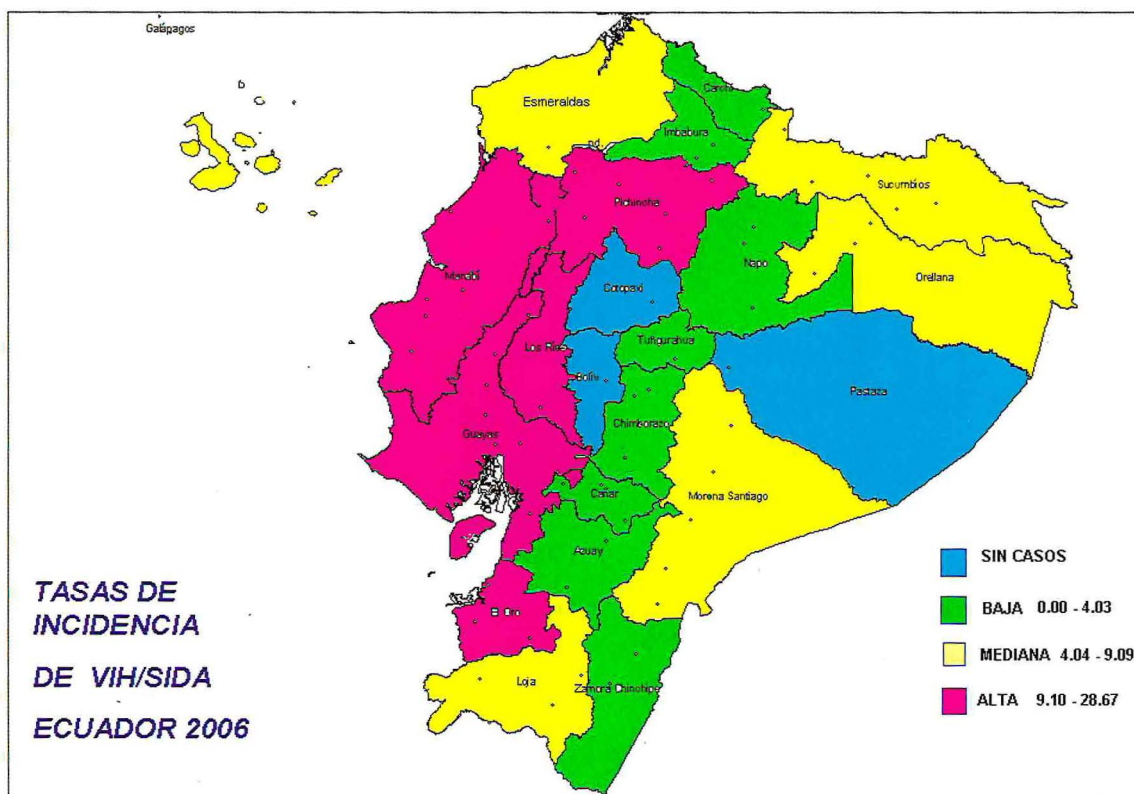 Galápagos
Esmeraldas
Carchi
Imbabura
nd.
Sucumbios
Pichincha
Napo
Orellana
Manabí
Cotopaxi
Los Ríos
Tungurahua
Boliv
Pastaza
Chimborazo
Guayas
Cañar
Morona Santiago
Azuay
El Oro
Loja
Zamora Chinchipe
TASAS DE
INCIDENCIA
DE VIH/SIDA
ECUADOR 2006
SIN CASOS
BAJA 0.00 - 4.03
MEDIANA 4.04 - 9.09
ALTA 9.10 - 28.67